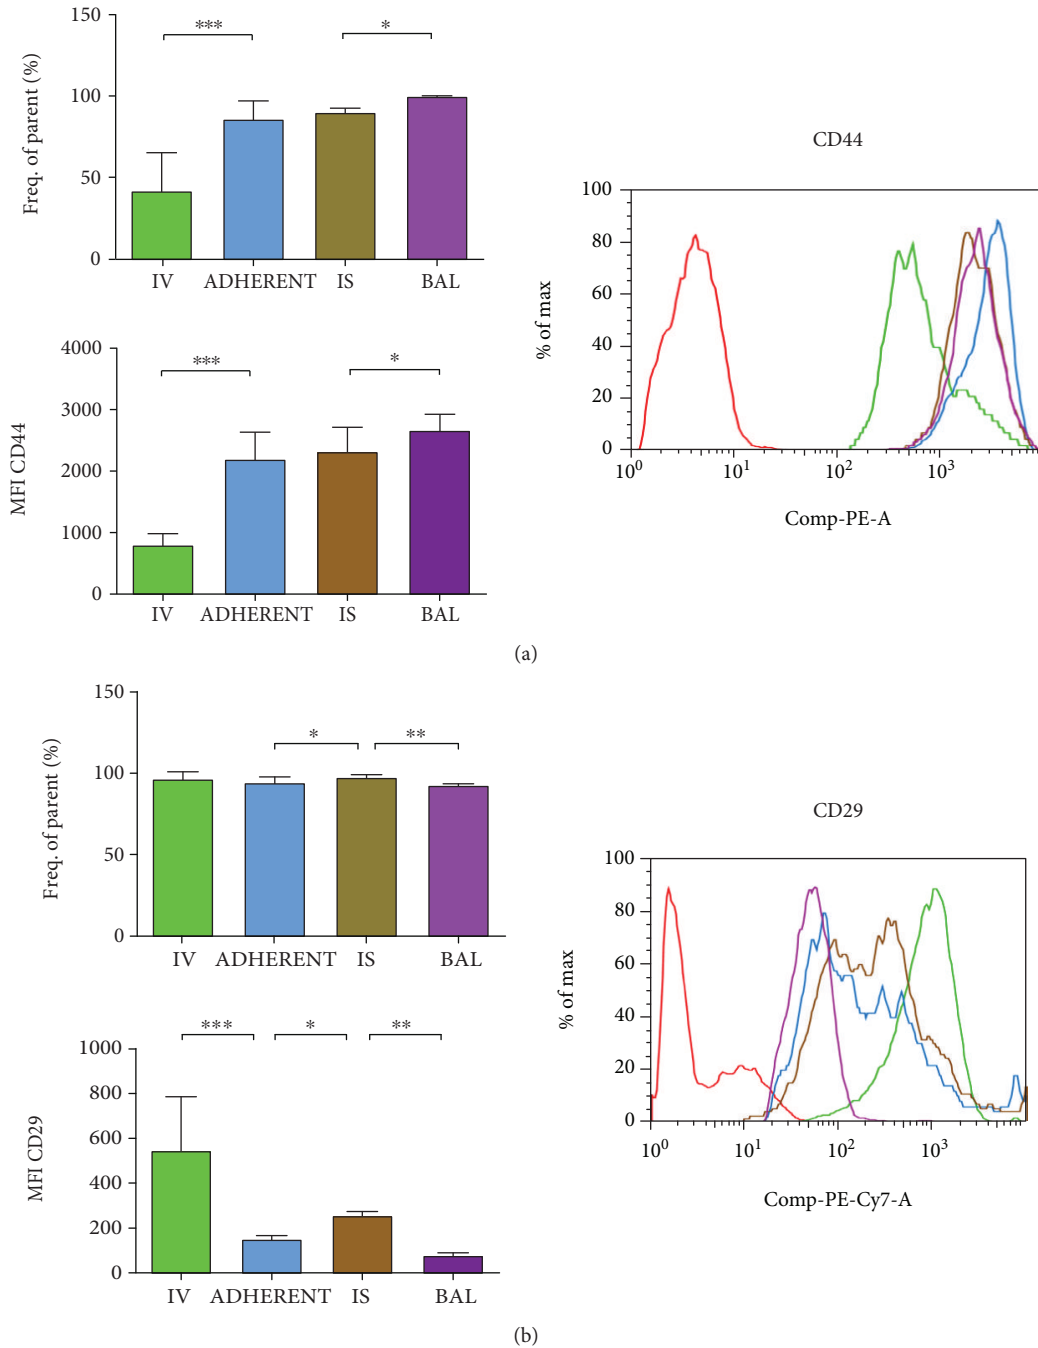 150
100
50
0
Freq. of parent (%)
***
*
IV ADHERENT IS BAL
4000
3000
2000
1000
0
MFI CD44
***
*
IV ADHERENT IS BAL
CD44
100
80
60
40
20
0
% of max
10^0 10^1 10^2 10^3
Comp-PE-A
(a)
150
100
50
0
Freq. of parent (%)
*
**
IV ADHERENT IS BAL
1000
800
600
400
200
0
MFI CD29
***
*
**
IV ADHERENT IS BAL
CD29
100
80
60
40
20
0
% of max
10^0 10^1 10^2 10^3
Comp-PE-Cy7-A
(b)